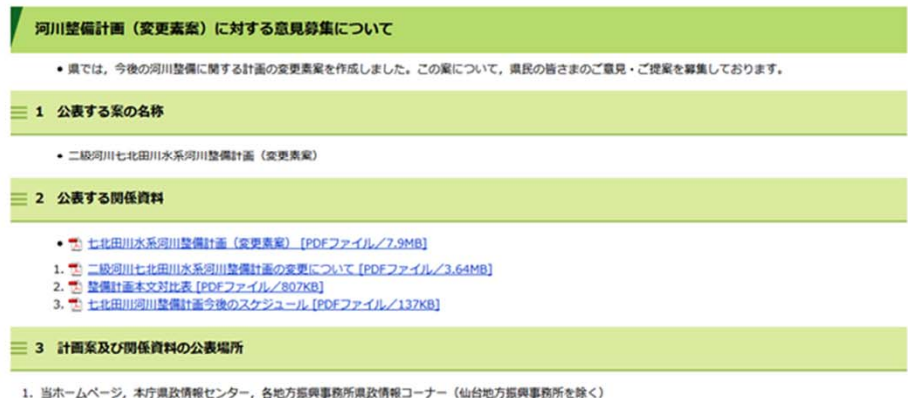 河川整備計画（変更素案）に対する意見募集について
• 県では，今後の河川整備に関する計画の変更素案を作成しました。この案について，県民の皆さまのご意見・ご提案を募集しております。
1 公表する案の名称
• 二級河川七北田川水系河川整備計画（変更素案）
2 公表する関係資料
• 七北田川水系河川整備計画（変更素案） [PDFファイル／7.9MB]
1. 二級河川七北田川水系河川整備計画の変更について [PDFファイル／3.64MB]
2. 整備計画本文対比表 [PDFファイル／807KB]
3. 七北田川河川整備計画今後のスケジュール [PDFファイル／137KB]
3 計画案及び関係資料の公表場所
1. 当ホームページ，本庁県政情報センター，各地方振興事務所県政情報コーナー（仙台地方振興事務所を除く）